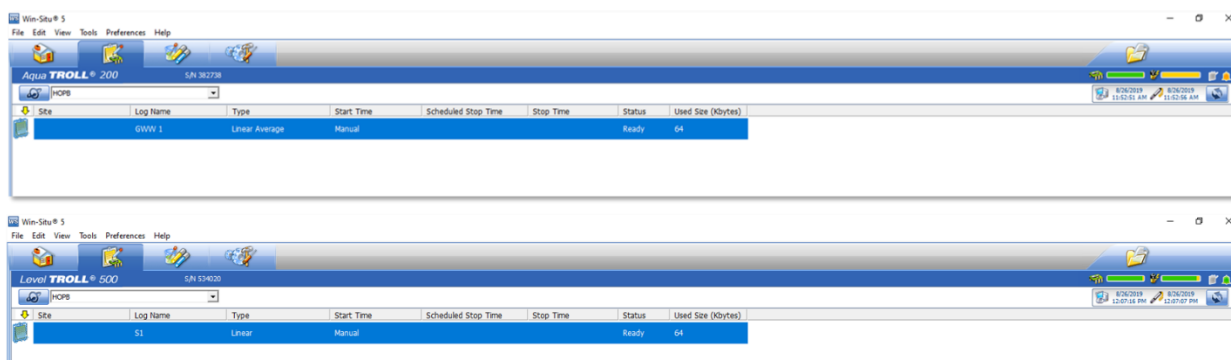 Win-Situ® 5
File Edit View Tools Preferences Help
Aqua TROLL® 200 S/N 382738
HOPB 8/26/2019 11:52:51 AM 8/26/2019 11:52:56 AM
Site Log Name Type Start Time Scheduled Stop Time Stop Time Status Used Size (Kbytes)
GWW 1 Linear Average Manual Ready 64
Win-Situ® 5
File Edit View Tools Preferences Help
Level TROLL® 500 S/N 534020
HOPB 8/26/2019 12:07:16 PM 8/26/2019 12:07:07 PM
Site Log Name Type Start Time Scheduled Stop Time Stop Time Status Used Size (Kbytes)
S1 Linear Manual Ready 64